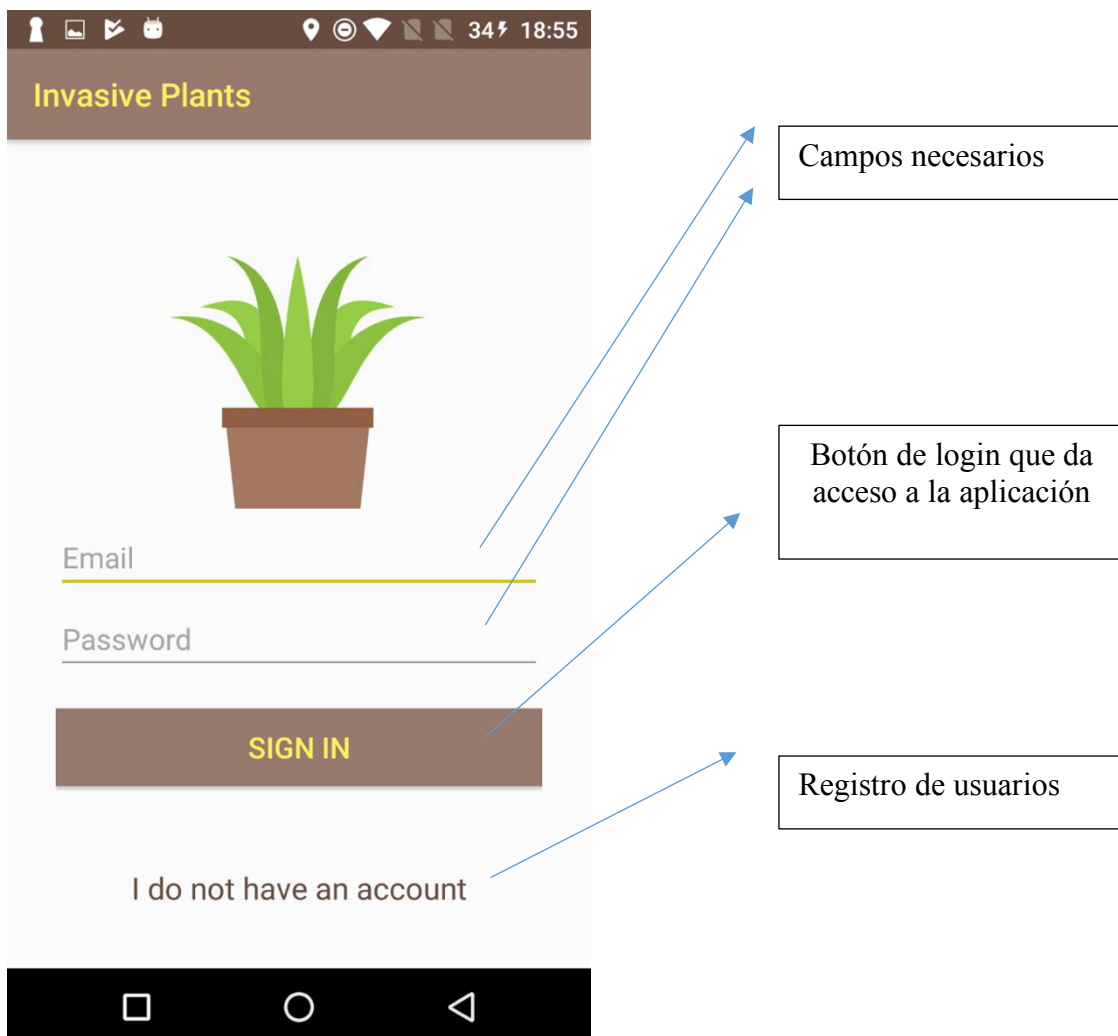 34 18:55
Invasive Plants
Campos necesarios
Botón de login que da
acceso a la aplicación
Email
Password
SIGN IN
Registro de usuarios
I do not have an account